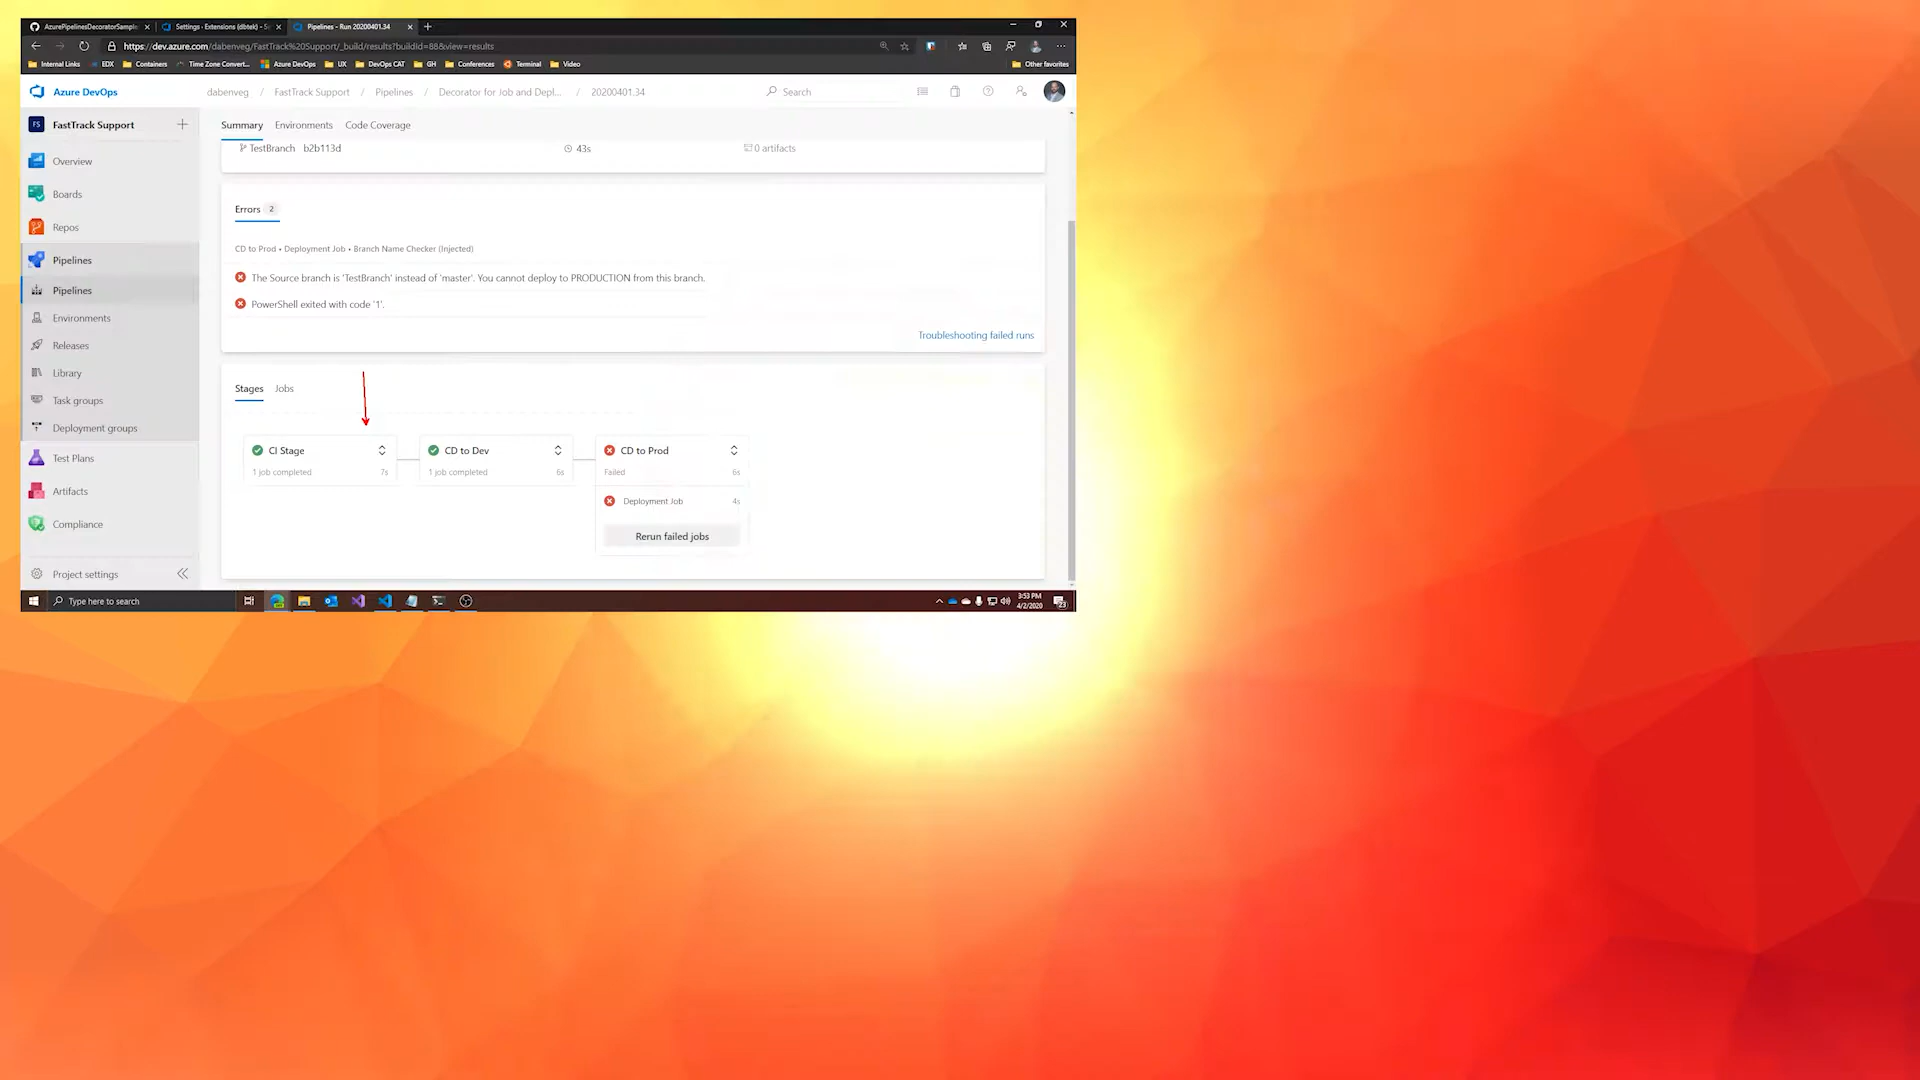 AzurePipelinesDecoratorSample
Settings - Extensions (dbtek) - S
Pipelines - Run 20200401.34
https://dev.azure.com/dabenveg/FastTrack%20Support/_build/results?buildId=88&view=results
Internal Links EDX Containers Time Zone Convert... Azure DevOps UX DevOps CAT GH Conferences Terminal Video Other favorites
Azure DevOps
dabenveg / FastTrack Support / Pipelines / Decorator for Job and Depl... / 20200401.34
Search
FS FastTrack Support
Overview
Boards
Repos
Pipelines
Pipelines
Environments
Releases
Library
Task groups
Deployment groups
Test Plans
Artifacts
Compliance
Project settings
Summary Environments Code Coverage
TestBranch b2b113d 43s 0 artifacts
Errors 2
CD to Prod • Deployment Job • Branch Name Checker (Injected)
The Source branch is 'TestBranch' instead of 'master'. You cannot deploy to PRODUCTION from this branch.
PowerShell exited with code '1'.
Troubleshooting failed runs
Stages Jobs
CI Stage
1 job completed 7s
CD to Dev
1 job completed 6s
CD to Prod
Failed 6s
Deployment Job 4s
Rerun failed jobs
Type here to search
3:53 PM
4/2/2020
23